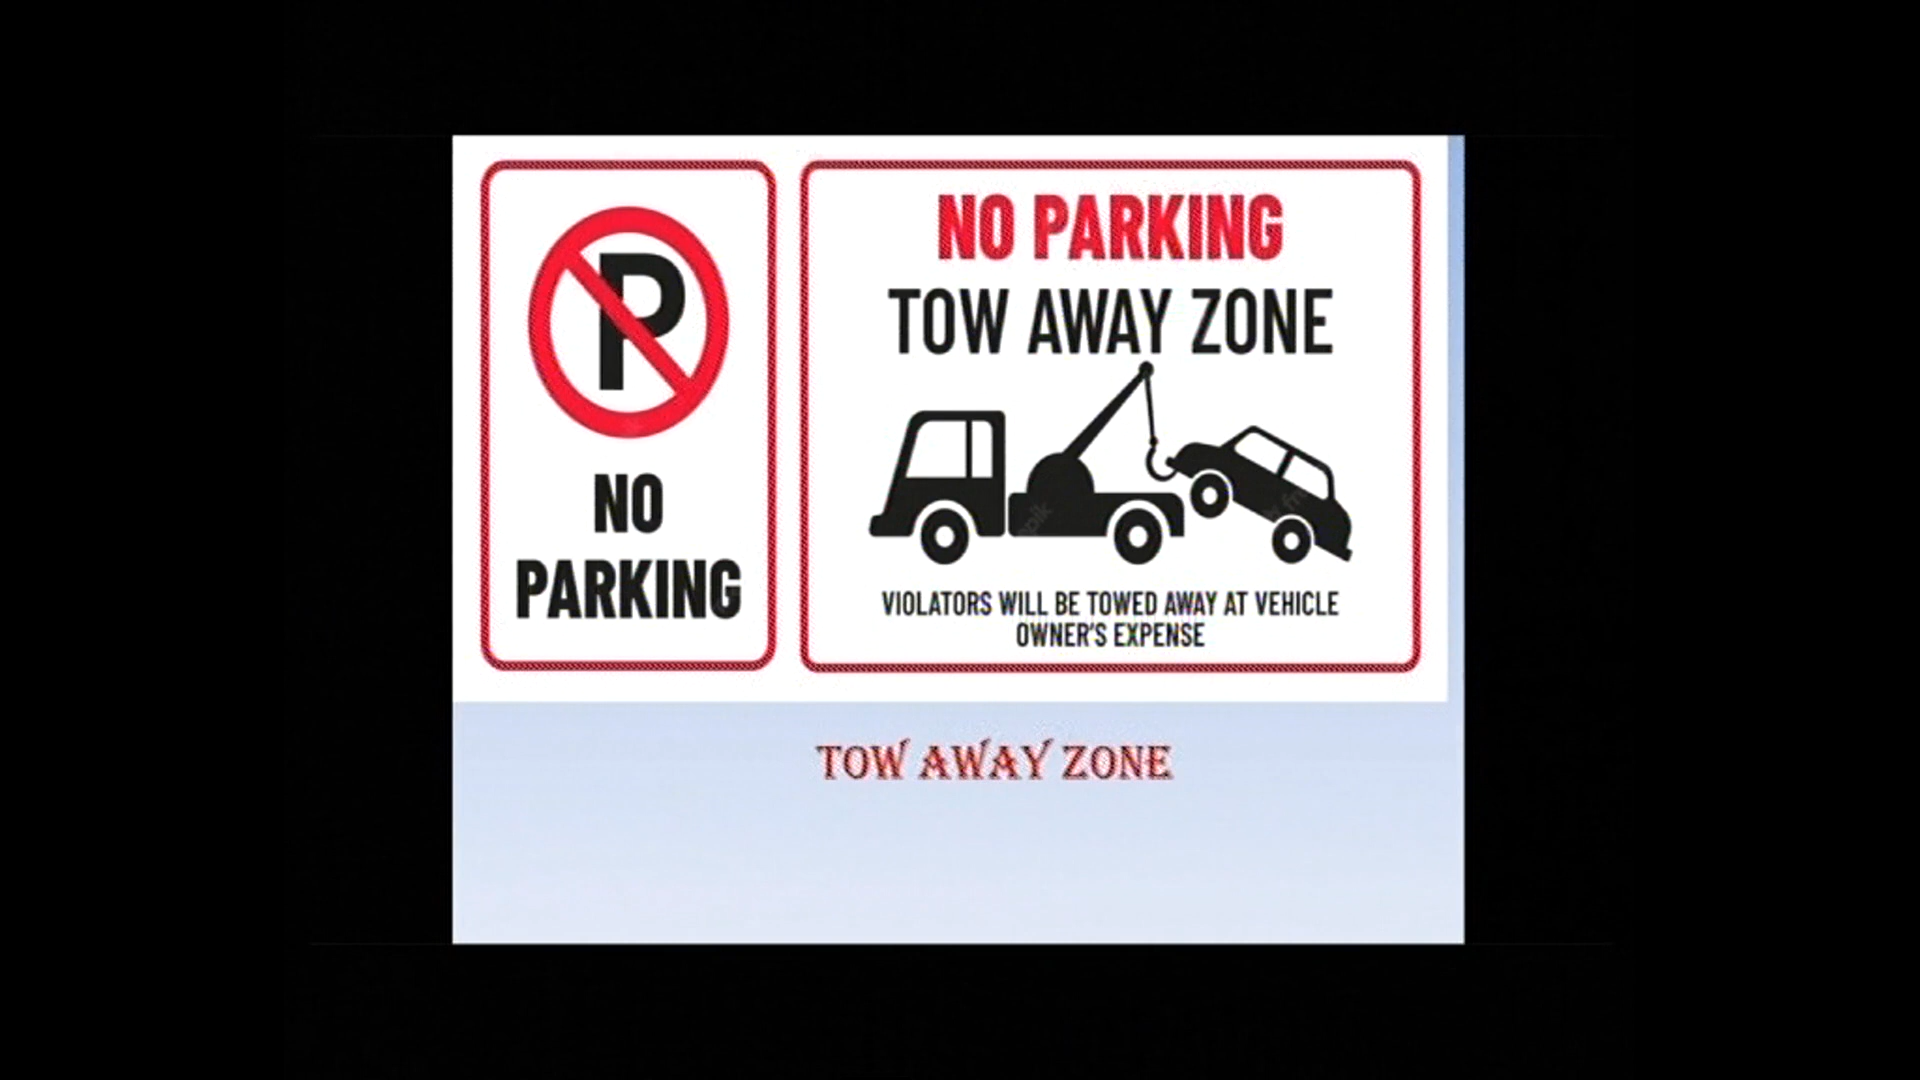 P
NO
PARKING
NO PARKING
TOW AWAY ZONE
VIOLATORS WILL BE TOWED AWAY AT VEHICLE
OWNER'S EXPENSE
TOW AWAY ZONE